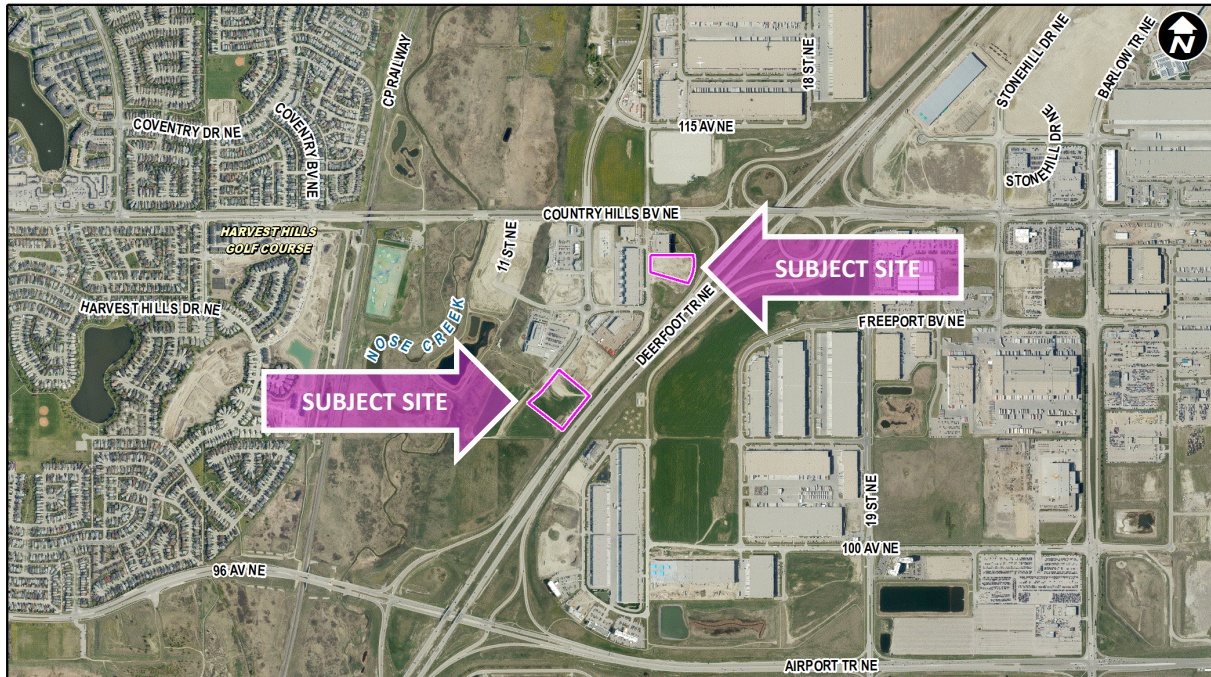 N
CP RAILWAY
18 ST NE
STONEHILL DR NE
BARLOW TR NE
COVENTRY DR NE
COVENTRY BV NE
115 AV NE
STONEHILL DR NE
COUNTRY HILLS BV NE
HARVEST HILLS
GOLF COURSE
11 ST NE
SUBJECT SITE
HARVEST HILLS DR NE
NOSE CREEK
DEERFOOT TR NE
FREEPORT BV NE
SUBJECT SITE
19 ST NE
100 AV NE
96 AV NE
AIRPORT TR NE